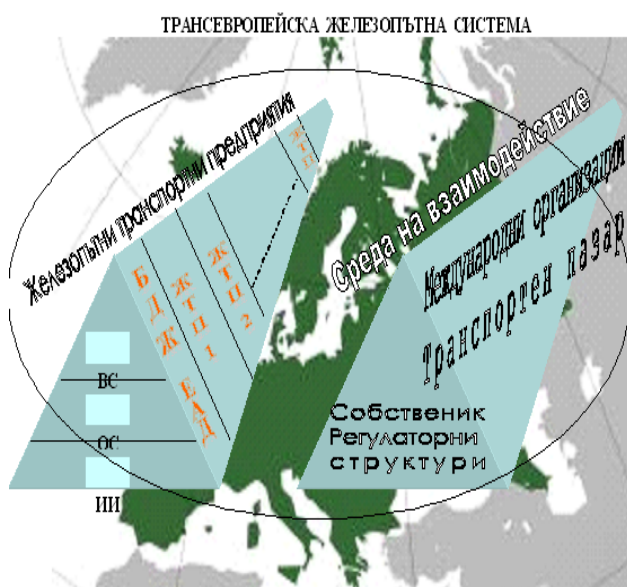 ТРАНСЕВРОПЕЙСКА ЖЕЛЕЗОПЪТНА СИСТЕМА
Железопътни транспортни предприятия
БДЖ ЕАД
ЖТП 1
ЖТП 2
ЖТП
ВС
ОС
ИИ
Среда на взаимодействие
Международни организации
Транспортен пазар
Собственик
Регулаторни
структури